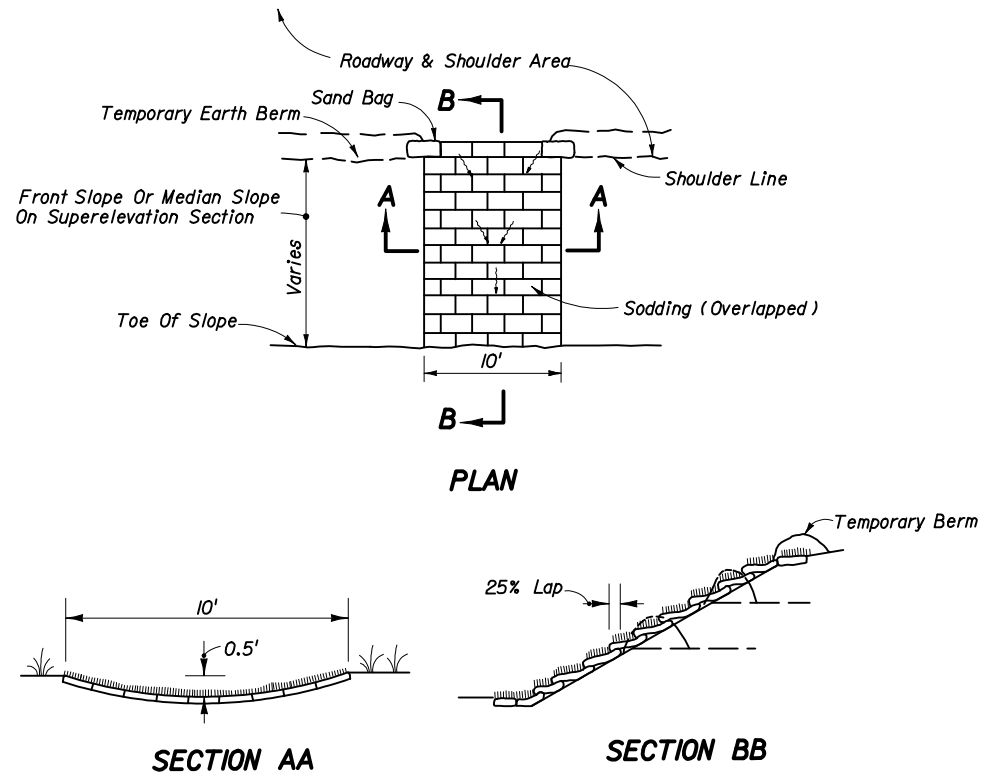 Roadway & Shoulder Area
Sand Bag
B
Temporary Earth Berm
Shoulder Line
Front Slope Or Median Slope
On Superelevation Section
A
A
Varies
Sodding (Overlapped)
Toe Of Slope
10'
B
PLAN
Temporary Berm
25% Lap
10'
0.5'
SECTION AA
SECTION BB